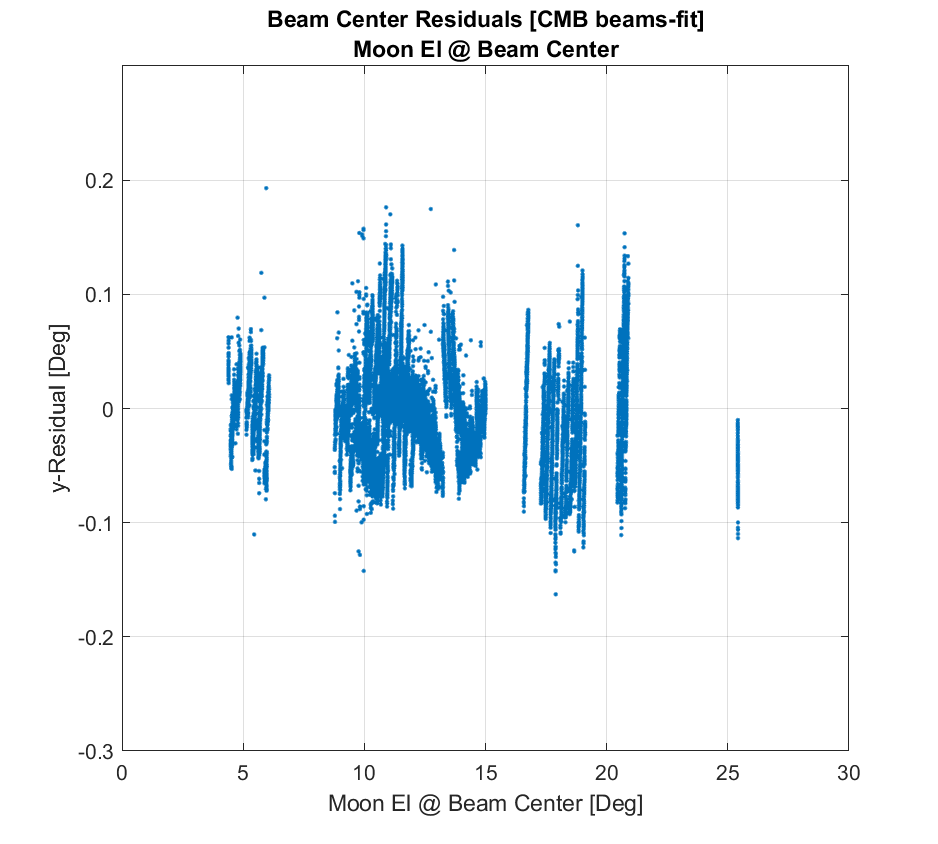 Beam Center Residuals [CMB beams-fit]
Moon El @ Beam Center
0.2
0.1
0
-0.1
-0.2
-0.3
y-Residual [Deg]
0 5 10 15 20 25 30
Moon El @ Beam Center [Deg]